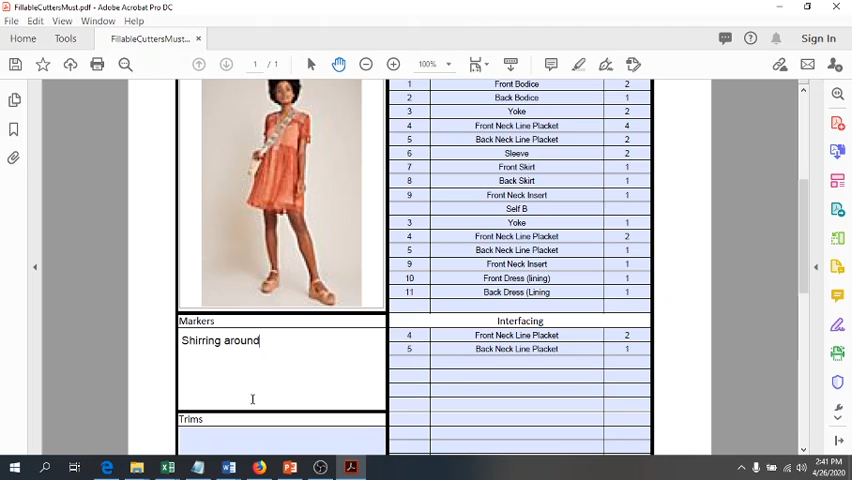 FillableCuttersMust.pdf - Adobe Acrobat Pro DC
File Edit View Window Help
Home Tools FillableCuttersMust... × Sign In
1 / 1 100%
1 Front Bodice 2
2 Back Bodice 1
3 Yoke 2
4 Front Neck Line Placket 4
5 Back Neck Line Placket 2
6 Sleeve 2
7 Front Skirt 1
8 Back Skirt 1
9 Front Neck Insert 1
Self B
3 Yoke 1
4 Front Neck Line Placket 2
5 Back Neck Line Placket 1
9 Front Neck Insert 1
10 Front Dress (lining) 1
11 Back Dress (Lining 1
Markers Interfacing
Shirring around
4 Front Neck Line Placket 2
5 Back Neck Line Placket 1
Trims
2:41 PM
4/26/2020